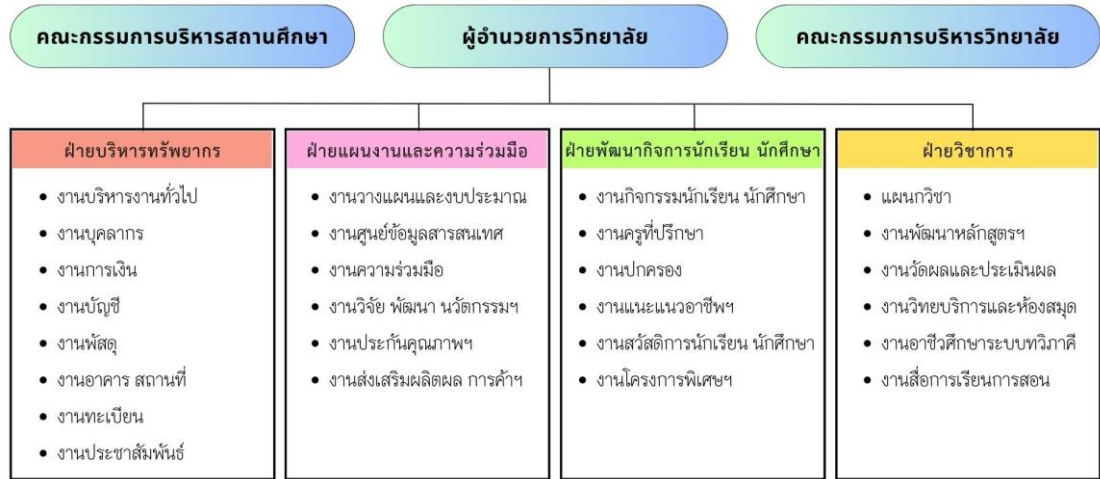 คณะกรรมการบริหารสถานศึกษา
ผู้อำนวยการวิทยาลัย
คณะกรรมการบริหารวิทยาลัย
ฝ่ายบริหารทรัพยากร
งานบริหารงานทั่วไป
งานบุคลากร
งานการเงิน
งานบัญชี
งานพัสดุ
งานอาคาร สถานที่
งานทะเบียน
งานประชาสัมพันธ์
ฝ่ายแผนงานและความร่วมมือ
งานวางแผนและงบประมาณ
งานศูนย์ข้อมูลสารสนเทศ
งานความร่วมมือ
งานวิจัย พัฒนา นวัตกรรมฯ
งานประกันคุณภาพฯ
งานส่งเสริมผลิตผล การค้าฯ
ฝ่ายพัฒนากิจการนักเรียน นักศึกษา
งานกิจกรรมนักเรียน นักศึกษา
งานครูที่ปรึกษา
งานปกครอง
งานแนะแนวอาชีพฯ
งานสวัสดิการนักเรียน นักศึกษา
งานโครงการพิเศษฯ
ฝ่ายวิชาการ
แผนกวิชา
งานพัฒนาหลักสูตรฯ
งานวัดผลและประเมินผล
งานวิทยบริการและห้องสมุด
งานอาชีวศึกษาระบบทวิภาคี
งานสื่อการเรียนการสอน